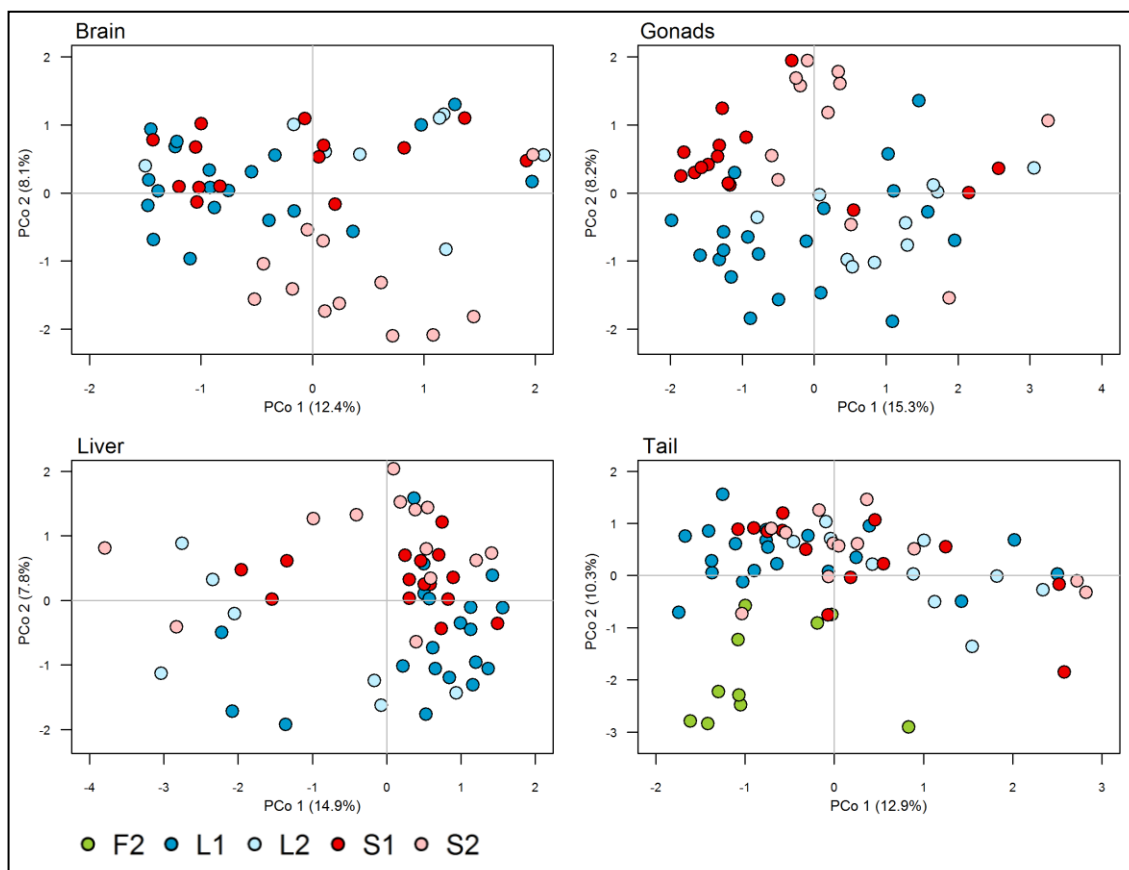 Brain
2
1
0
-1
-2
PCo 2 (8.1%)
-2 -1 0 1 2
PCo 1 (12.4%)
Gonads
2
1
0
-1
-2
PCo 2 (8.2%)
-2 -1 0 1 2 3 4
PCo 1 (15.3%)
Liver
2
1
0
-1
-2
PCo 2 (7.8%)
-4 -3 -2 -1 0 1 2
PCo 1 (14.9%)
Tail
2
1
0
-1
-2
-3
PCo 2 (10.3%)
-2 -1 0 1 2 3
PCo 1 (12.9%)
F2 L1 L2 S1 S2